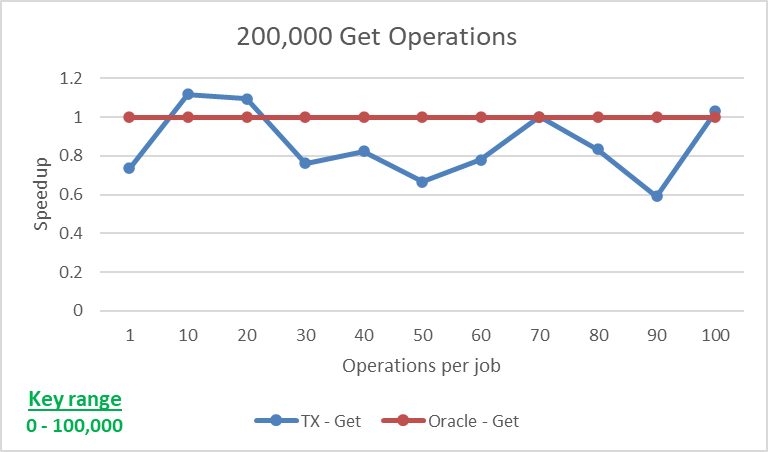 200,000 Get Operations
1.2
1
0.8
0.6
0.4
0.2
0
Speedup
1 10 20 30 40 50 60 70 80 90 100
Operations per job
Key range
0 - 100,000
TX - Get Oracle - Get